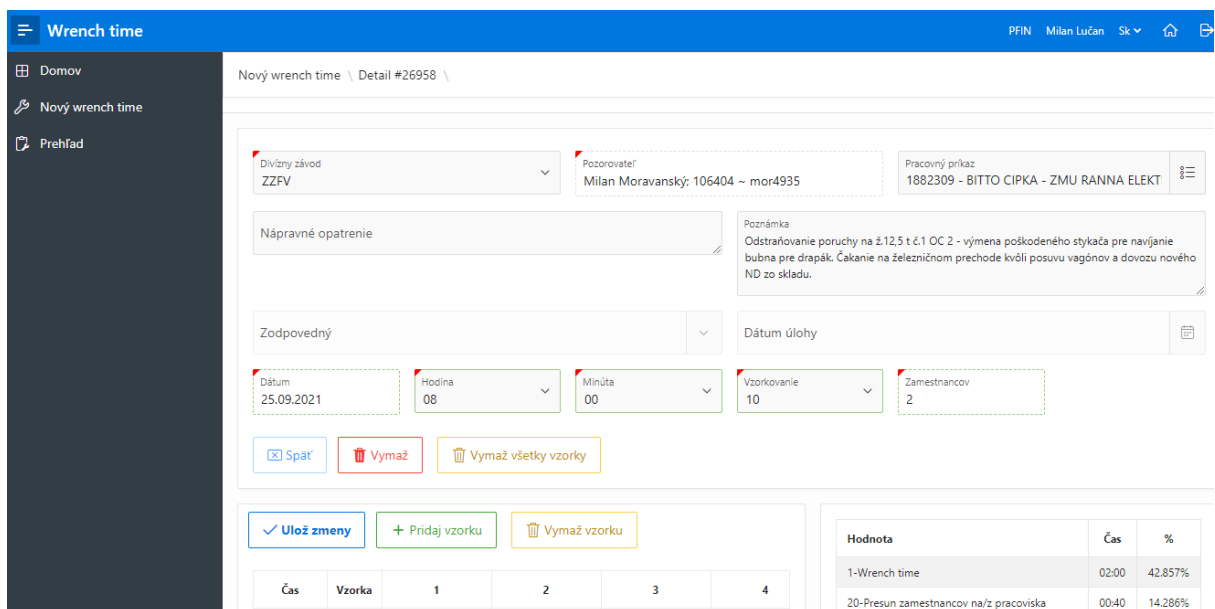 Wrench time
PFIN Milan Lučan Sk
Domov
Nový wrench time
Prehľad
Nový wrench time \ Detail #26958 \
Divízny závod
ZZFV
Pozorovateľ
Milan Moravanský; 106404 ~ mor4935
Pracovný príkaz
1882309 - BITTO CIPKA - ZMU RANNA ELEKT
Nápravné opatrenie
Poznámka
Odstraňovanie poruchy na ž.12,5 t č.1 OC 2 - výmena poškodeného stykača pre navíjanie
bubna pre drapák. Čakanie na železničnom prechode kvôli posuvu vagónov a dovozu nového
ND zo skladu.
Zodpovedný
Dátum úlohy
Dátum
25.09.2021
Hodina
08
Minúta
00
Vzorkovanie
10
Zamestnancov
2
Späť
Vymaž
Vymaž všetky vzorky
Ulož zmeny
+ Pridaj vzorku
Vymaž vzorku
Čas Vzorka 1 2 3 4
Hodnota Čas %
1-Wrench time 02:00 42.857%
20-Presun zamestnancov na/z pracoviska 00:40 14.286%